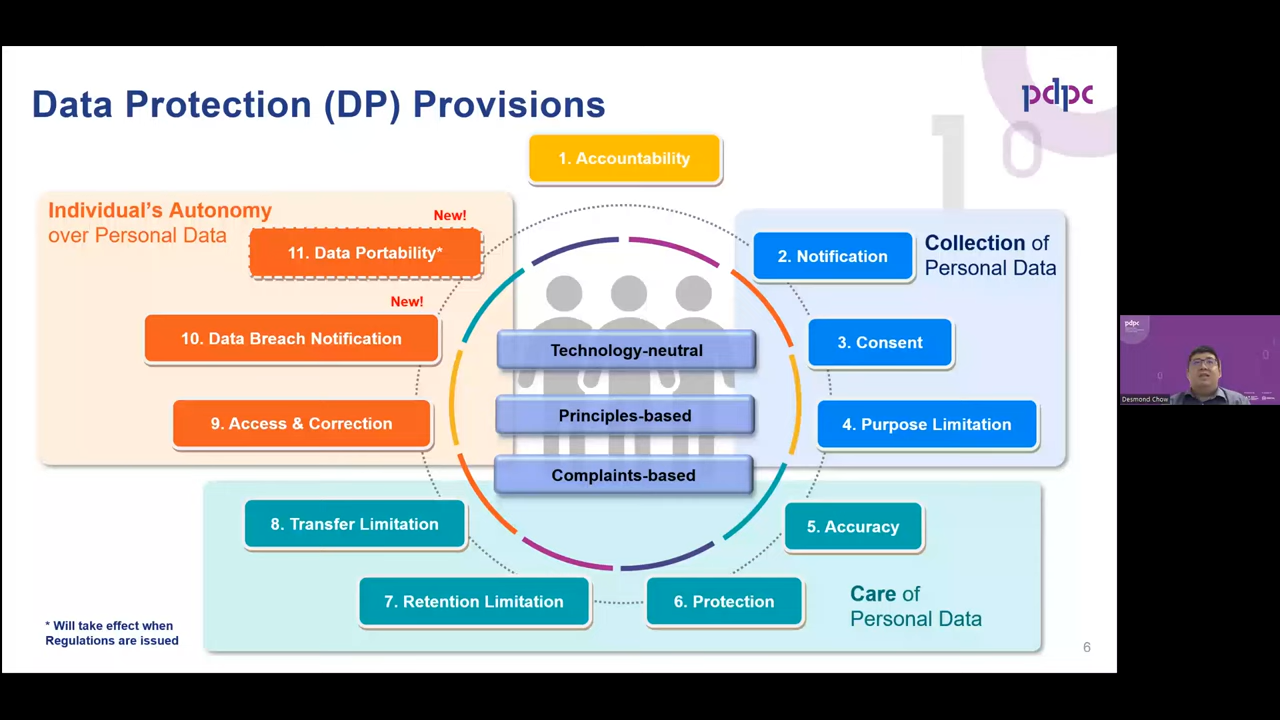 Data Protection (DP) Provisions
pdpc
1. Accountability
Individual's Autonomy
over Personal Data
New!
11. Data Portability*
New!
10. Data Breach Notification
9. Access & Correction
2. Notification
Collection of
Personal Data
3. Consent
4. Purpose Limitation
Technology-neutral
Principles-based
Complaints-based
8. Transfer Limitation
7. Retention Limitation
6. Protection
5. Accuracy
Care of
Personal Data
* Will take effect when
Regulations are issued
6
pdpc
Desmond Chow